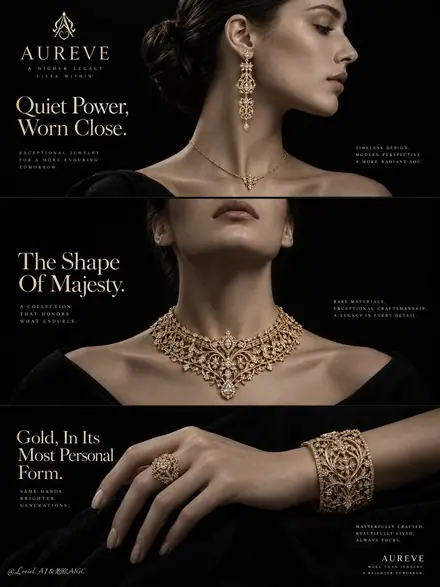 AUREVE
A HIGHER LEGACY
LIVES WITHIN
Quiet Power,
Worn Close.
EXCEPTIONAL JEWELRY
FOR A MORE ENDURING
TOMORROW
TIMELESS DESIGN.
MODERN PERSPECTIVE
A MORE RADIANT YOU.
The Shape
Of Majesty.
A COLLECTION
THAT HONORS
WHAT ENDURES.
RARE MATERIALS.
EXCEPTIONAL CRAFTSMANSHIP.
A LEGACY IN EVERY DETAIL
Gold, In Its
Most Personal
Form.
SAME HANDS.
BRIGHTER
GENERATIONS.
MASTERFULLY CRAFTED.
BEAUTIFULLY LIVED.
ALWAYS YOURS.
AUREVE
MORE THAN JEWELRY
A BRIGHTER TOMORROW.